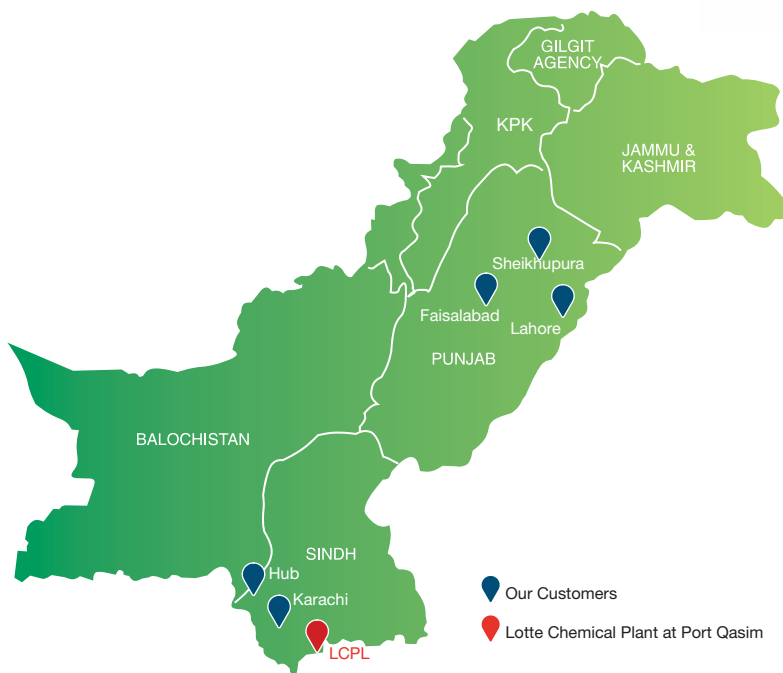 GILGIT
AGENCY
KPK
JAMMU &
KASHMIR
Sheikhupura
Faisalabad
Lahore
PUNJAB
BALOCHISTAN
SINDH
Hub
Karachi
LCPL
Our Customers
Lotte Chemical Plant at Port Qasim